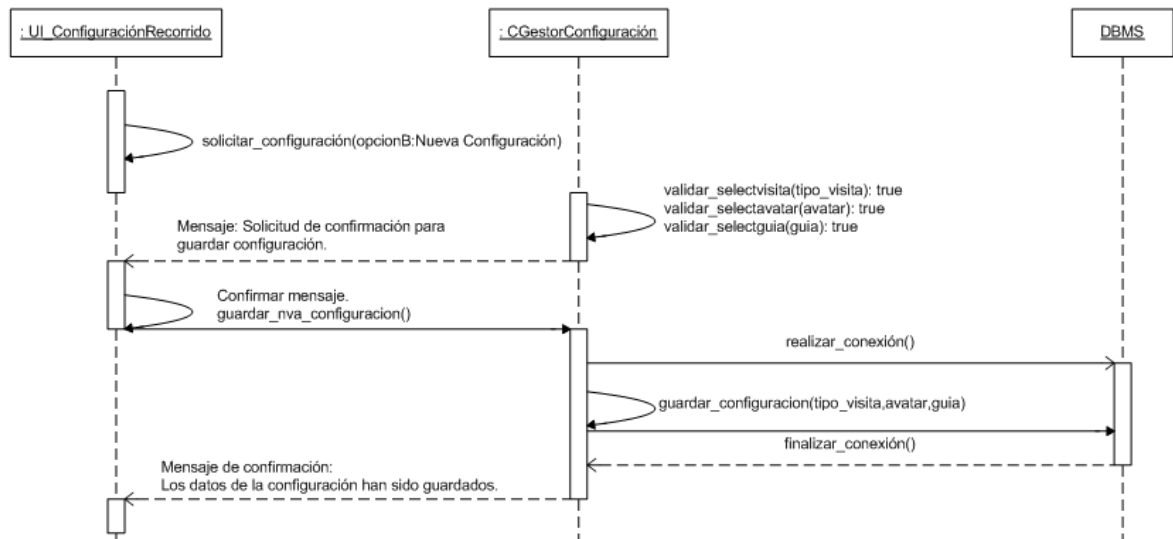 : UI_ConfiguraciónRecorrido
: CGestorConfiguración
DBMS
solicitar_configuración(opcionB:Nueva Configuración)
validar_selectvisita(tipo_visita): true
validar_selectavatar(avatar): true
validar_selectguia(guia): true
Mensaje: Solicitud de confirmación para
guardar configuración.
Confirmar mensaje.
guardar_nva_configuracion()
realizar_conexión()
guardar_configuracion(tipo_visita,avatar,guia)
finalizar_conexión()
Mensaje de confirmación:
Los datos de la configuración han sido guardados.